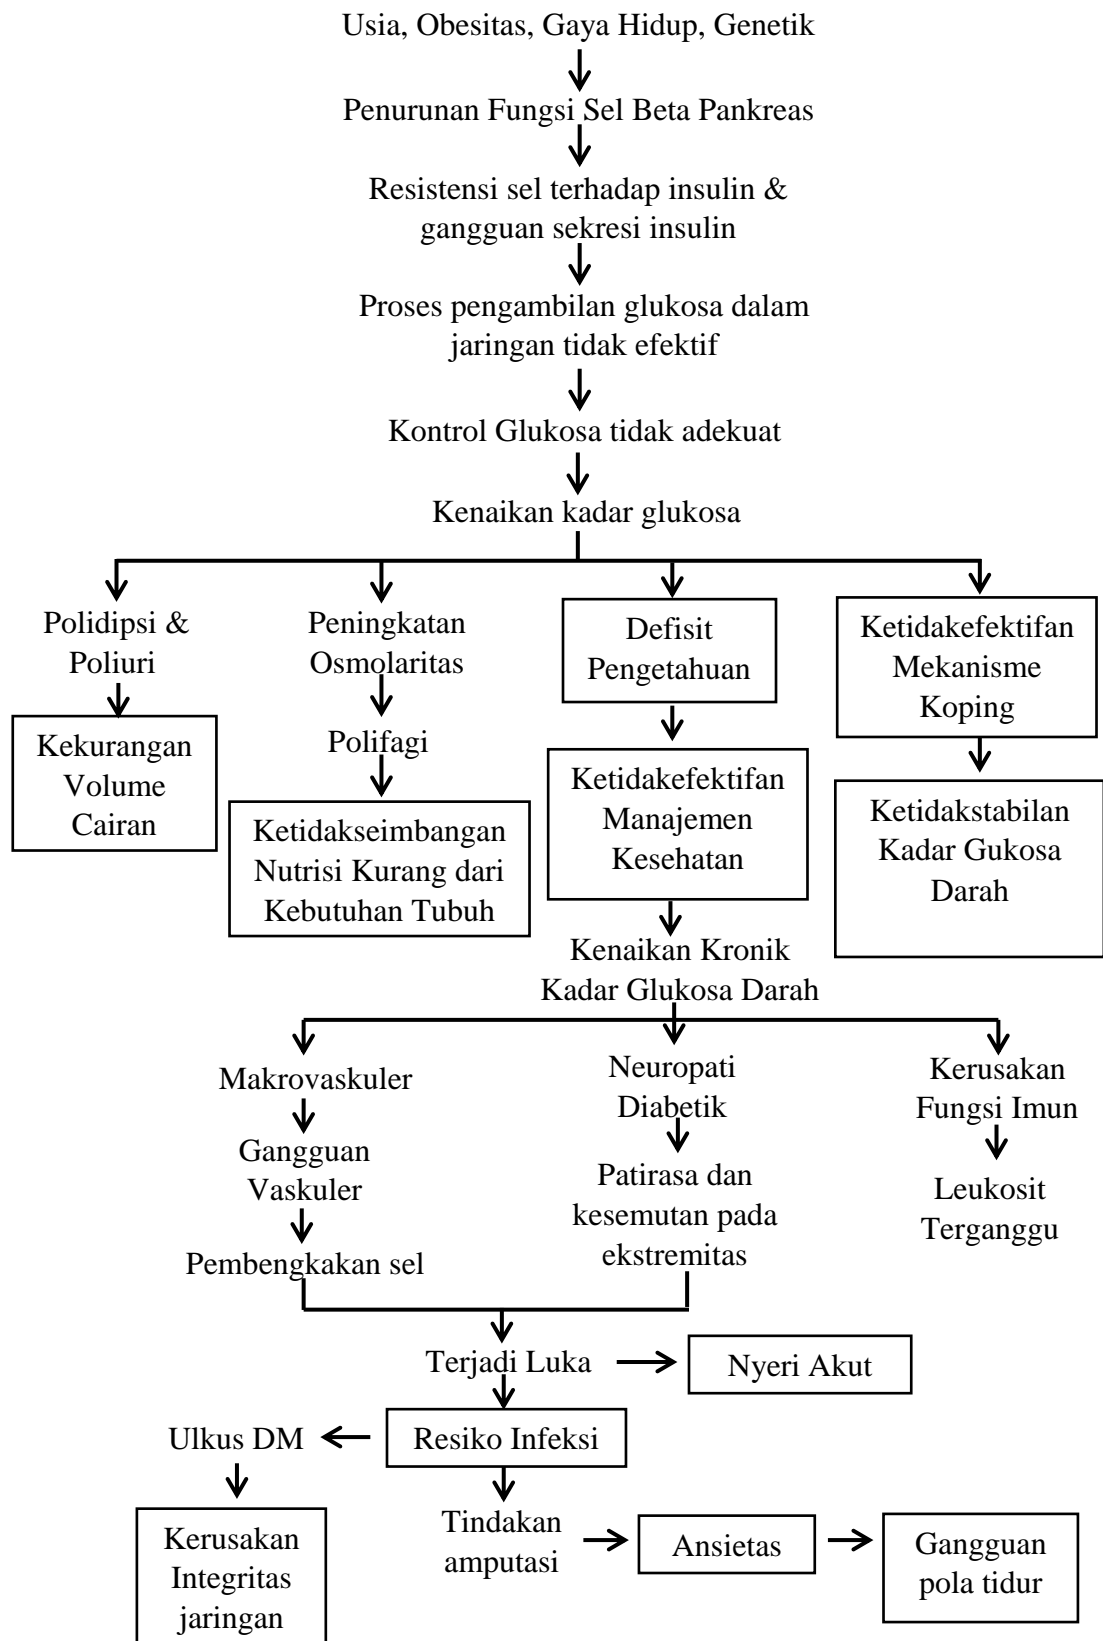 Usia, Obesitas, Gaya Hidup, Genetik
Penurunan Fungsi Sel Beta Pankreas
Resistensi sel terhadap insulin &
gangguan sekresi insulin
Proses pengambilan glukosa dalam
jaringan tidak efektif
Kontrol Glukosa tidak adekuat
Kenaikan kadar glukosa
Polidipsi &
Poliuri
Peningkatan
Osmolaritas
Defisit
Pengetahuan
Ketidakefektifan
Mekanisme
Koping
Kekurangan
Volume
Cairan
Polifagi
Ketidakseimbangan
Nutrisi Kurang dari
Kebutuhan Tubuh
Ketidakefektifan
Manajemen
Kesehatan
Ketidakstabilan
Kadar Gukosa
Darah
Kenaikan Kronik
Kadar Glukosa Darah
Makrovaskuler
Neuropati
Diabetik
Kerusakan
Fungsi Imun
Gangguan
Vaskuler
Patirasa dan
kesemutan pada
ekstremitas
Leukosit
Terganggu
Pembengkakan sel
Terjadi Luka
Nyeri Akut
Ulkus DM
Resiko Infeksi
Kerusakan
Integritas
jaringan
Tindakan
amputasi
Ansietas
Gangguan
pola tidur